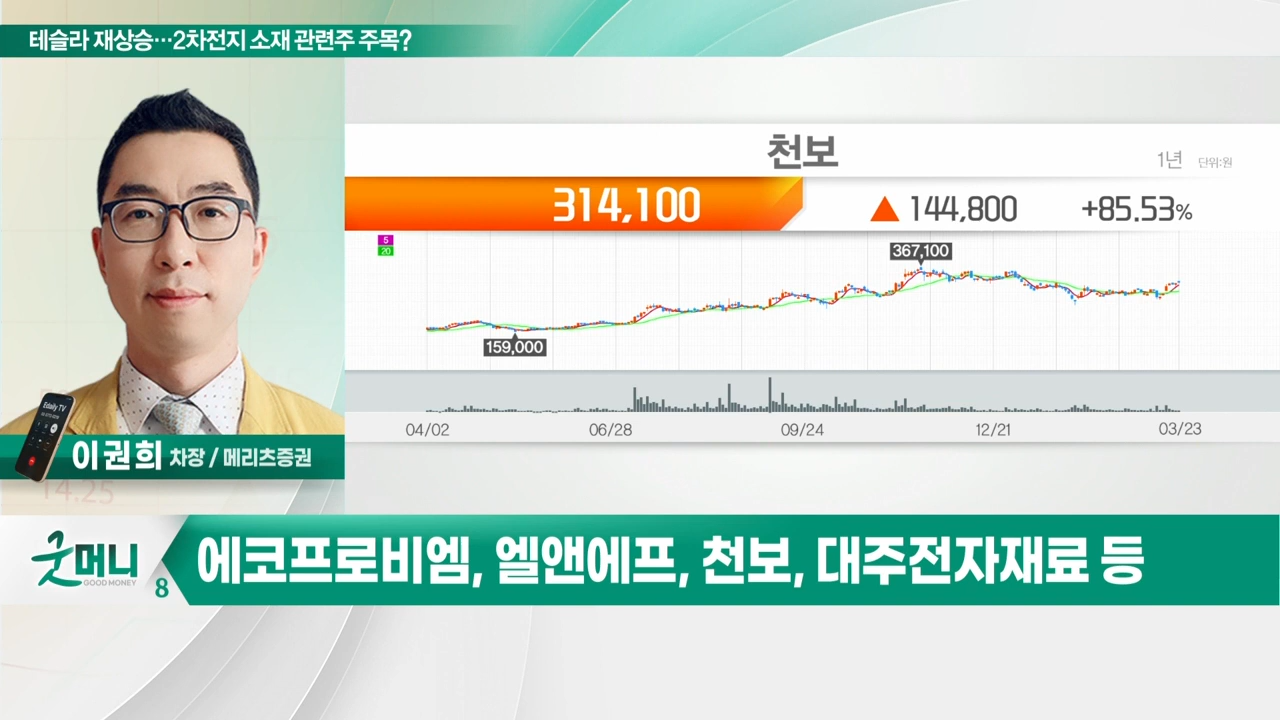 테슬라 재상승…2차전지 소재 관련주 주목?
천보
1년 단위:원
314,100 ▲ 144,800 +85.53%
5
20
367,100
159,000
04/02 06/28 09/24 12/21 03/23
Edaily TV
이권희 차장 / 메리츠증권
14.25
굿머니
GOOD MONEY
8
에코프로비엠, 엘앤에프, 천보, 대주전자재료 등